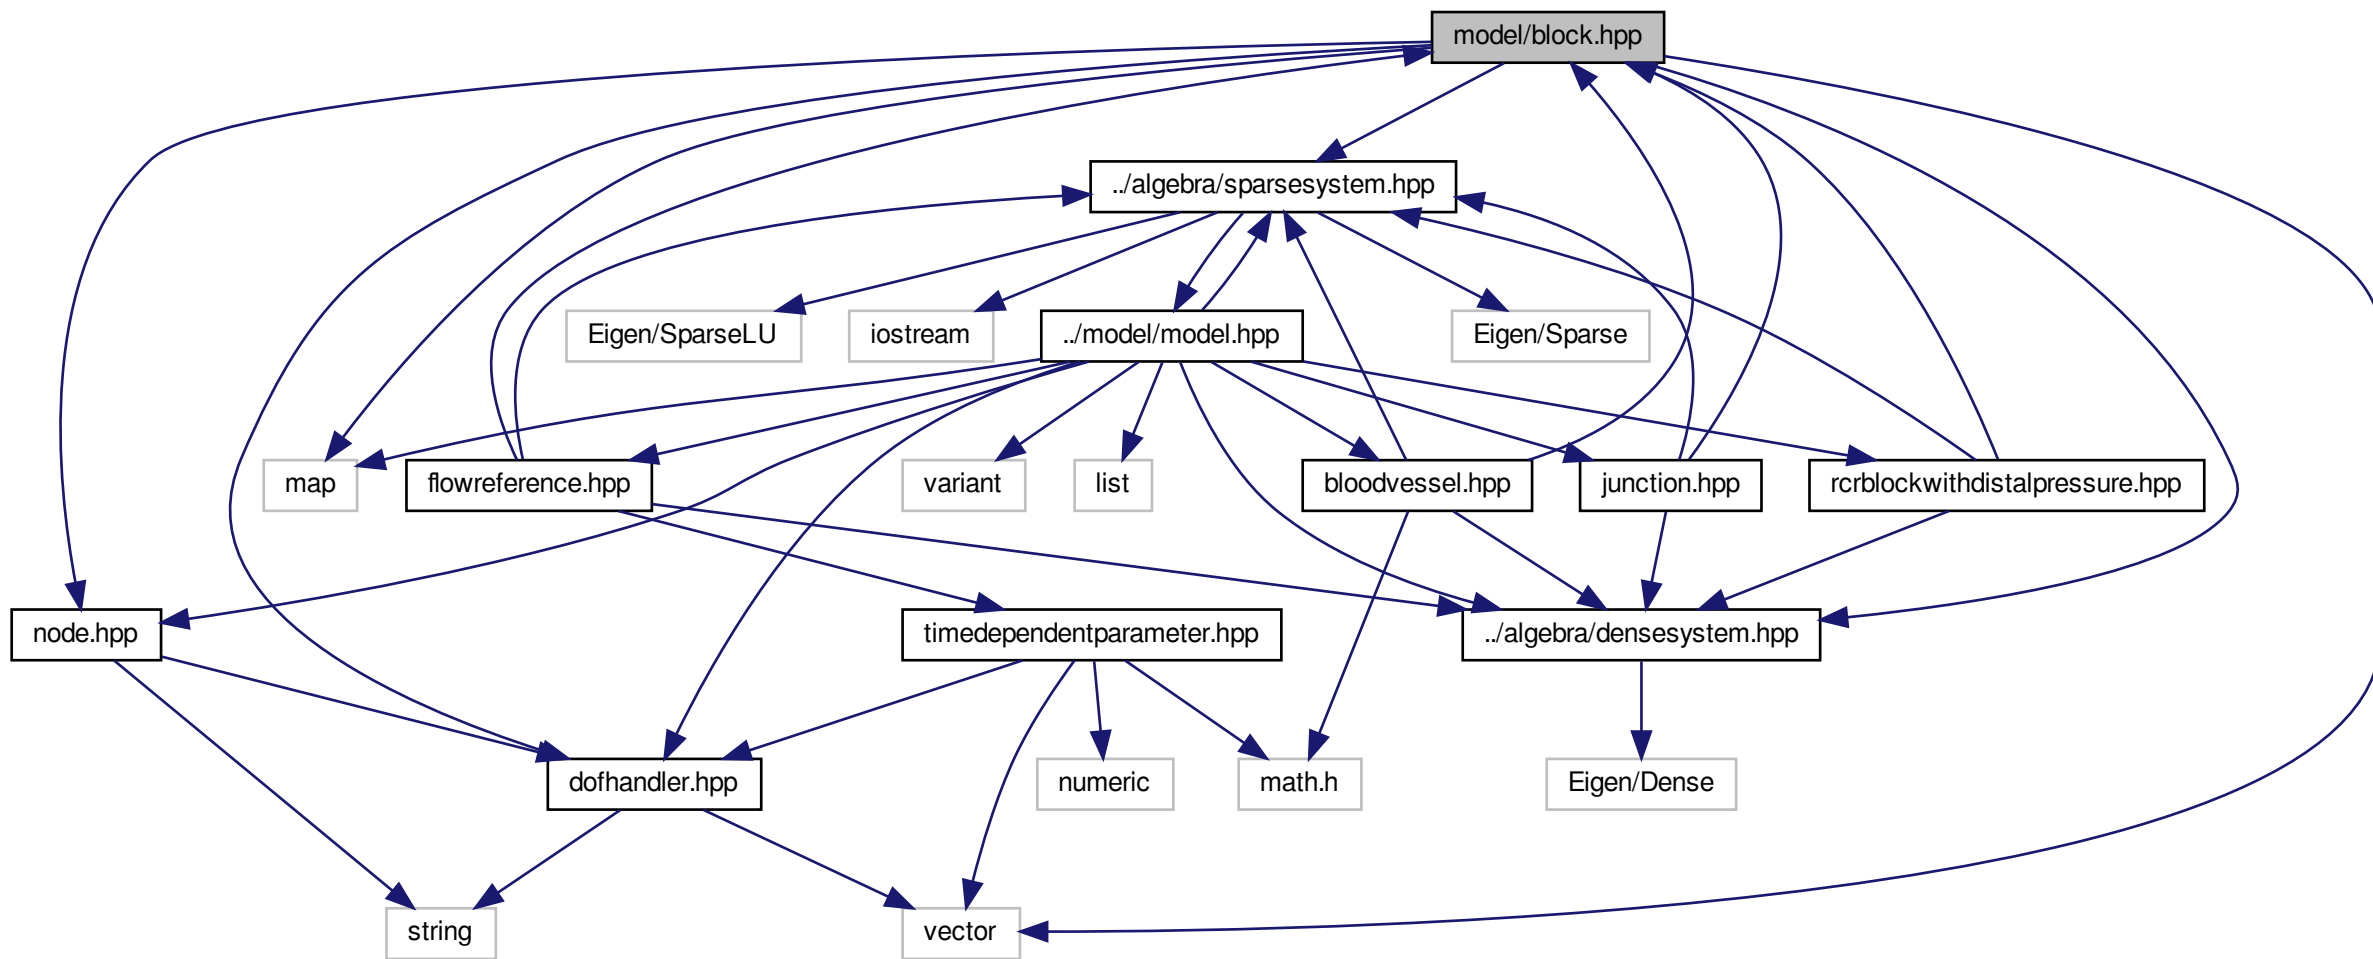 model/block.hpp
../algebra/sparsesystem.hpp
Eigen/SparseLU
iostream
../model/model.hpp
Eigen/Sparse
map
flowreference.hpp
variant
list
bloodvessel.hpp
junction.hpp
rcrblockwithdistalpressure.hpp
node.hpp
timedependentparameter.hpp
../algebra/densesystem.hpp
dofhandler.hpp
numeric
math.h
Eigen/Dense
string
vector